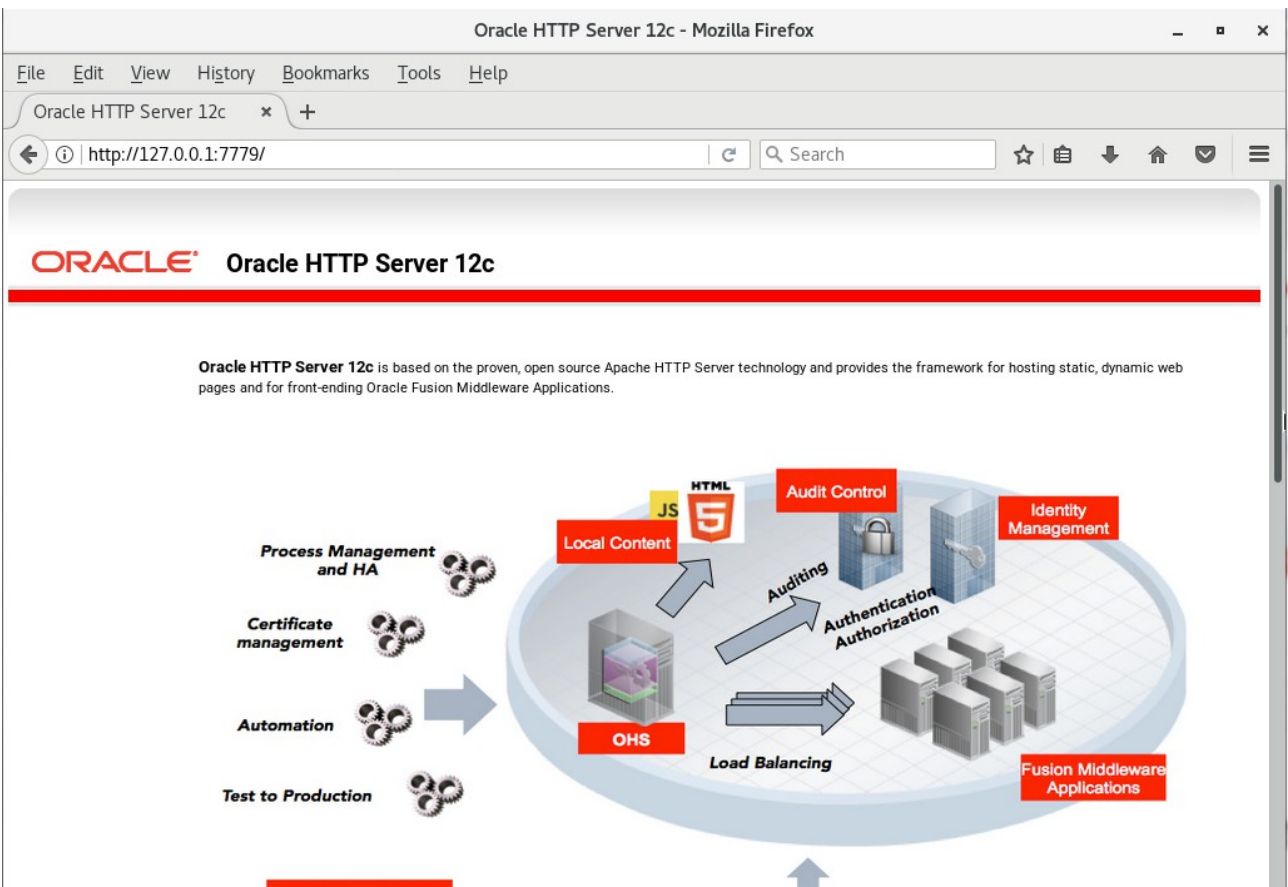 Oracle HTTP Server 12c - Mozilla Firefox
File Edit View History Bookmarks Tools Help
Oracle HTTP Server 12c
http://127.0.0.1:7779/
Search
ORACLE Oracle HTTP Server 12c
Oracle HTTP Server 12c is based on the proven, open source Apache HTTP Server technology and provides the framework for hosting static, dynamic web
pages and for front-ending Oracle Fusion Middleware Applications.
HTML
JS
5
Local Content
Audit Control
Identity
Management
Process Management
and HA
Certificate
management
Automation
Test to Production
Auditing
Authentication
Authorization
OHS
Load Balancing
Fusion Middleware
Applications